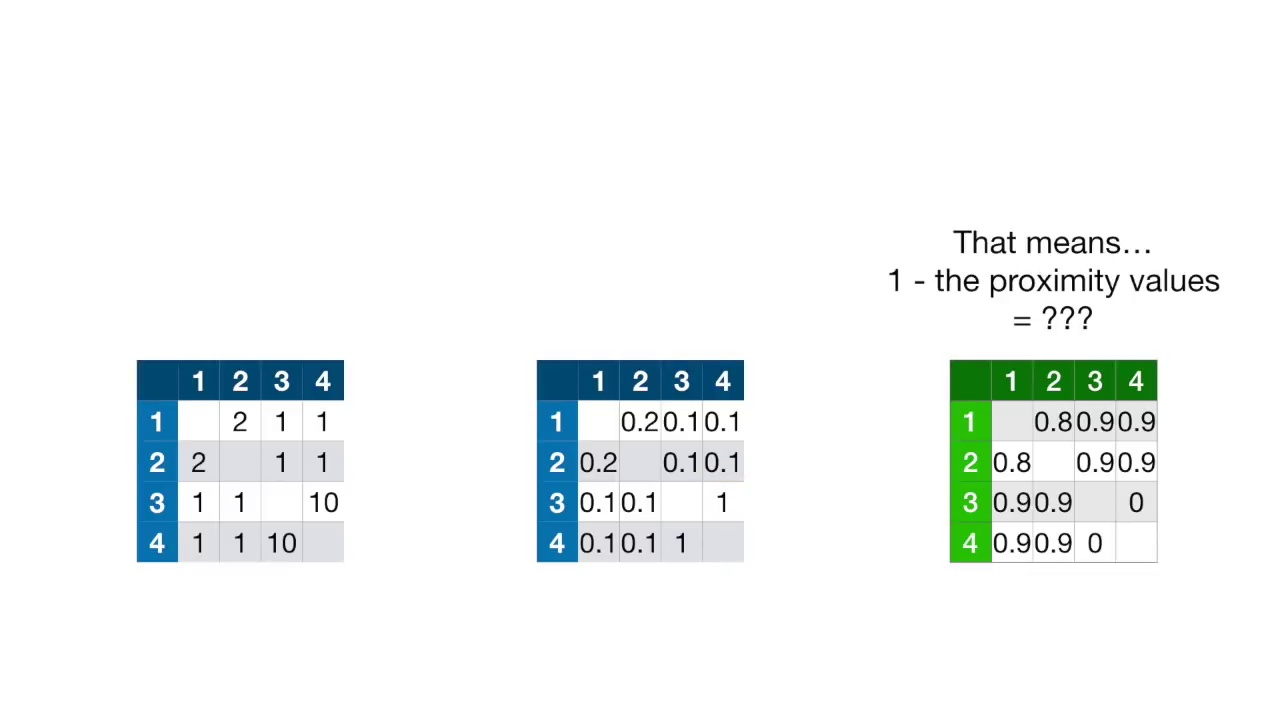 That means…
1 - the proximity values
= ???
1 2 3 4
1 2 1 1
2 2 1 1
3 1 1 10
4 1 1 10
1 2 3 4
1 0.2 0.1 0.1
2 0.2 0.1 0.1
3 0.1 0.1 1
4 0.1 0.1 1
1 2 3 4
1 0.8 0.9 0.9
2 0.8 0.9 0.9
3 0.9 0.9 0
4 0.9 0.9 0